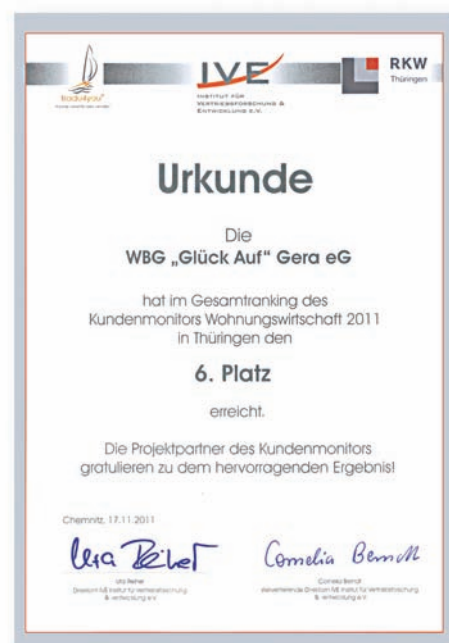 IVE
RKW
Thüringen
INSTITUT FÜR
VERTRIEBSFORSCHUNG &
ENTWICKLUNG E.V.
Urkunde
Die
WBG „Glück Auf“ Gera eG
hat im Gesamtranking des
Kundenmonitors Wohnungswirtschaft 2011
in Thüringen den
6. Platz
erreicht.
Die Projektpartner des Kundenmonitors
gratulieren zu dem hervorragenden Ergebnis!
Chemnitz, 17.11.2011
Cornelia Berndt